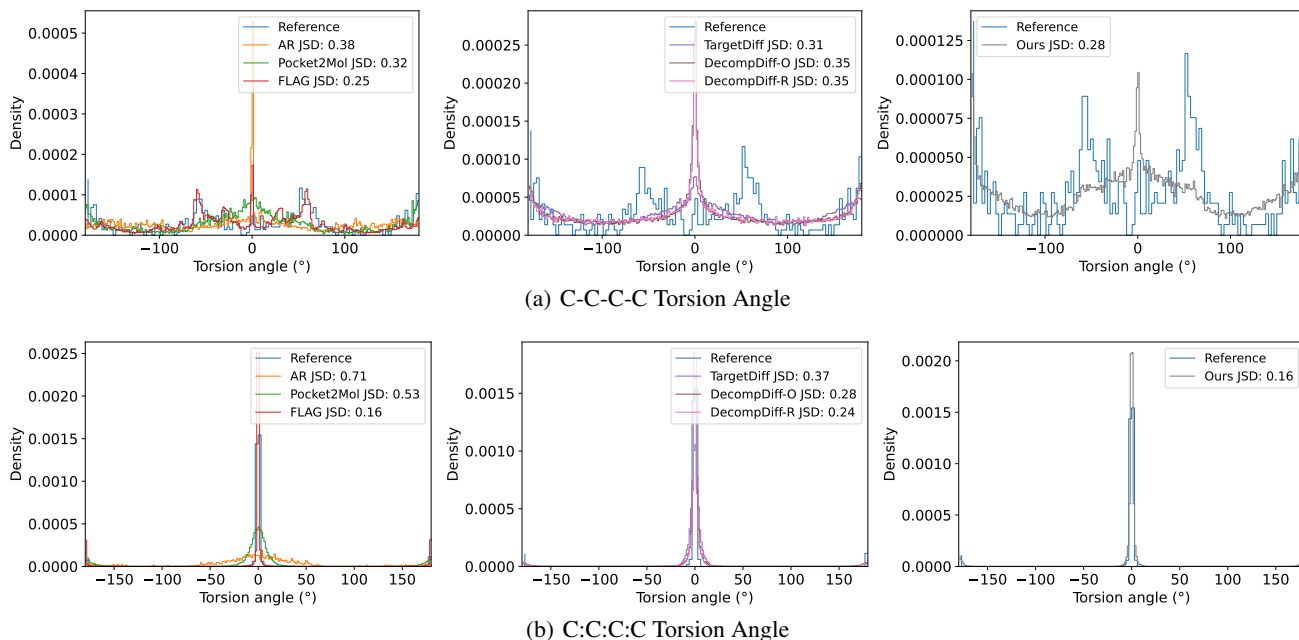 0.0005
0.0004
0.0003
0.0002
0.0001
0.0000
Density
−100
0
100
Torsion angle (°)
Reference
AR JSD: 0.38
Pocket2Mol JSD: 0.32
FLAG JSD: 0.25
0.00025
0.00020
0.00015
0.00010
0.00005
0.00000
Density
−100
0
100
Torsion angle (°)
Reference
TargetDiff JSD: 0.31
DecompDiff-O JSD: 0.35
DecompDiff-R JSD: 0.35
0.000125
0.000100
0.000075
0.000050
0.000025
0.000000
Density
−100
0
100
Torsion angle (°)
Reference
Ours JSD: 0.28
(a) C-C-C-C Torsion Angle
0.0025
0.0020
0.0015
0.0010
0.0005
0.0000
Density
−150
−100
−50
0
50
100
150
Torsion angle (°)
Reference
AR JSD: 0.71
Pocket2Mol JSD: 0.53
FLAG JSD: 0.16
0.0015
0.0010
0.0005
0.0000
Density
−150
−100
−50
0
50
100
150
Torsion angle (°)
Reference
TargetDiff JSD: 0.37
DecompDiff-O JSD: 0.28
DecompDiff-R JSD: 0.24
0.0020
0.0015
0.0010
0.0005
0.0000
Density
−150
−100
−50
0
50
100
150
Torsion angle (°)
Reference
Ours JSD: 0.16
(b) C:C:C:C Torsion Angle